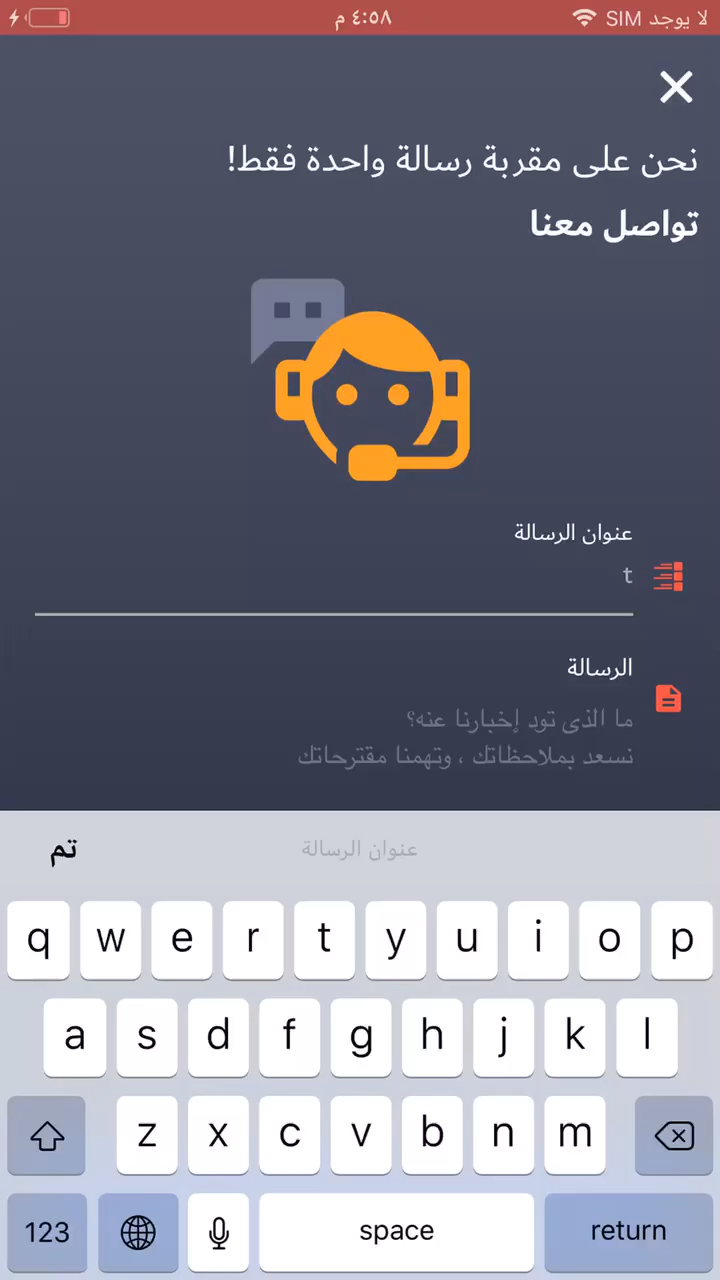 لا يوجد SIM ٤:٥٨ م
نحن على مقربة رسالة واحدة فقط!
تواصل معنا
عنوان الرسالة
t
الرسالة
ما الذى تود إخبارنا عنه؟
نسعد بملاحظاتك ، وتهمنا مقترحاتك
تم عنوان الرسالة
q w e r t y u i o p
a s d f g h j k l
z x c v b n m
123 space return